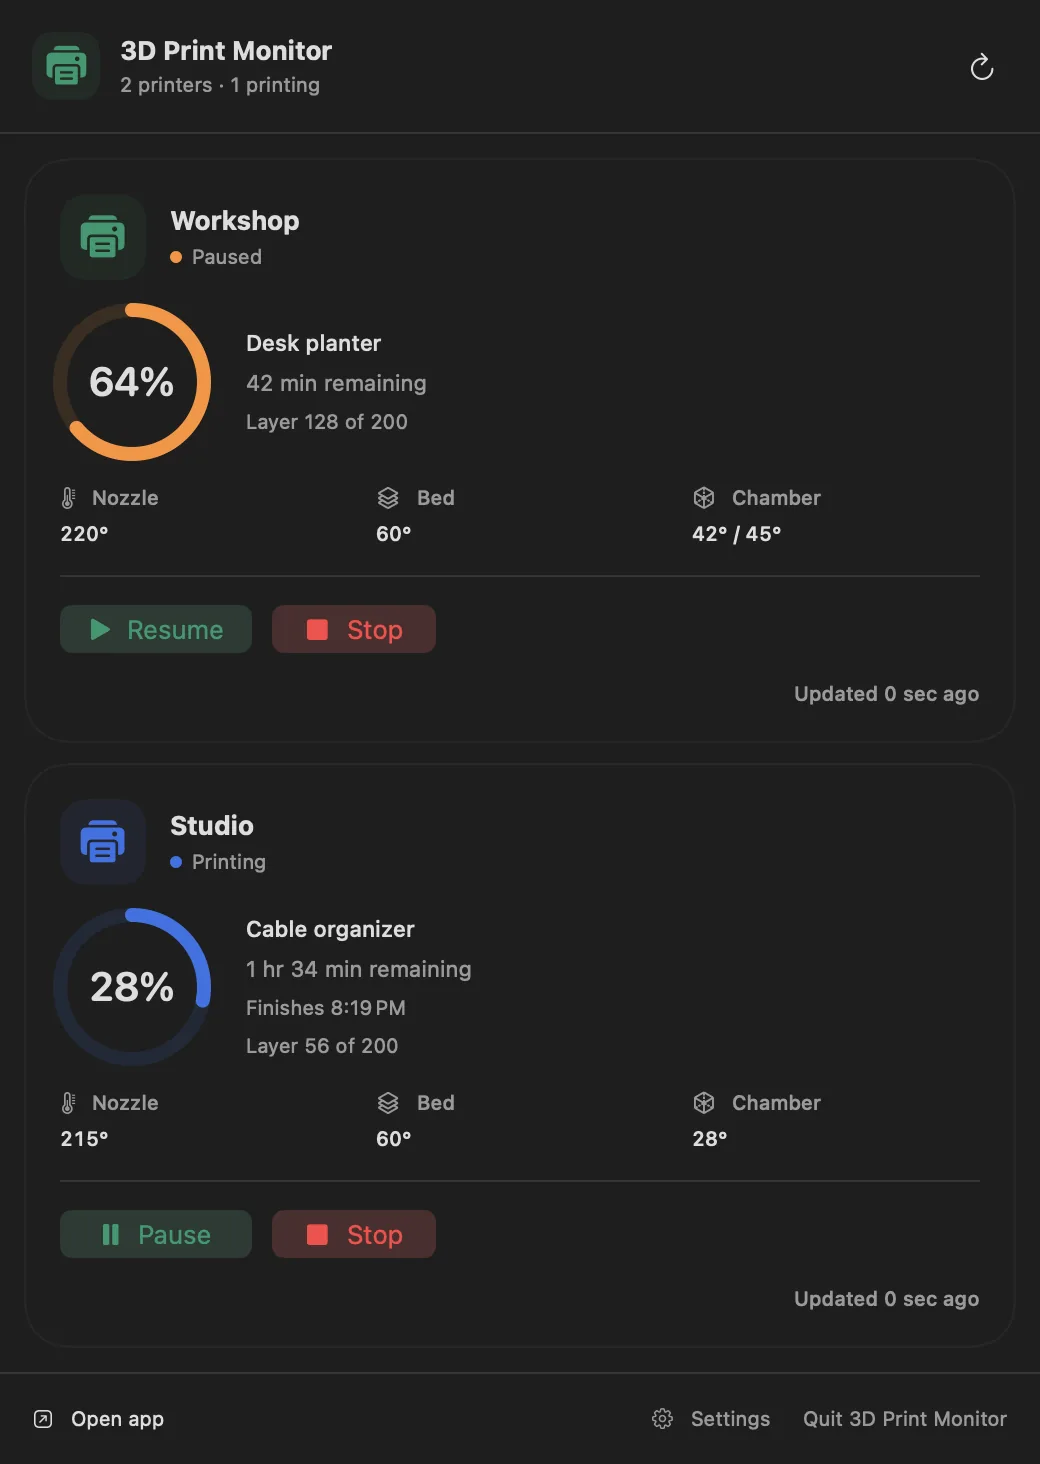 3D Print Monitor
2 printers · 1 printing
Workshop
Paused
64%
Desk planter
42 min remaining
Layer 128 of 200
Nozzle
220°
Bed
60°
Chamber
42° / 45°
Resume
Stop
Updated 0 sec ago
Studio
Printing
28%
Cable organizer
1 hr 34 min remaining
Finishes 8:19 PM
Layer 56 of 200
Nozzle
215°
Bed
60°
Chamber
28°
Pause
Stop
Updated 0 sec ago
Open app
Settings
Quit 3D Print Monitor